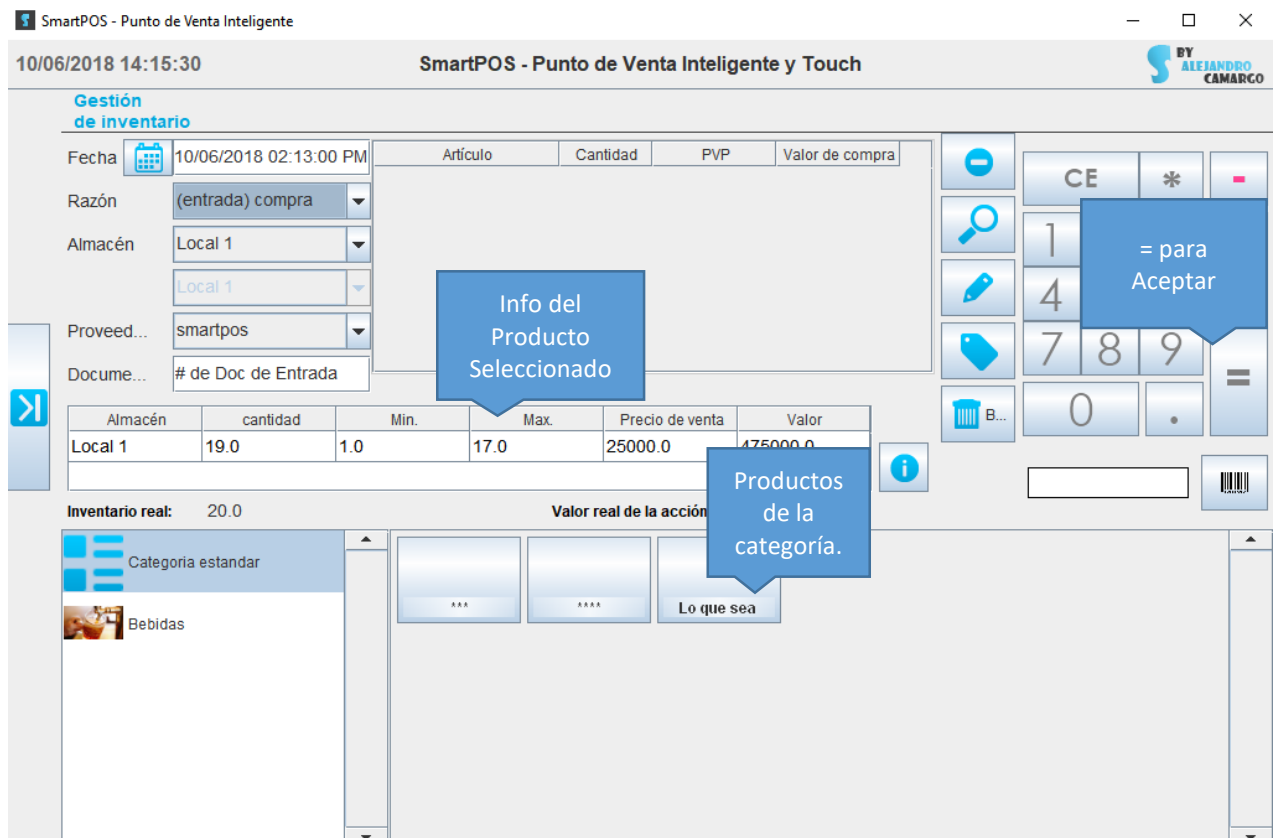 SmartPOS - Punto de Venta Inteligente
10/06/2018 14:15:30
SmartPOS - Punto de Venta Inteligente y Touch
BY
ALEJANDRO
CAMARGO
Gestión
de inventario
Fecha
10/06/2018 02:13:00 PM
Razón
(entrada) compra
Almacén
Local 1
Local 1
Proveed...
smartpos
Docume...
# de Doc de Entrada
Artículo Cantidad PVP Valor de compra
CE * -
1
4
7 8 9 =
0 .
= para
Aceptar
Info del
Producto
Seleccionado
B...
Almacén cantidad Min. Max. Precio de venta Valor
Local 1 19.0 1.0 17.0 25000.0 475000.0
Productos
de la
categoría.
Inventario real: 20.0 Valor real de la acción
Categoria estandar
Bebidas
*** **** Lo que sea